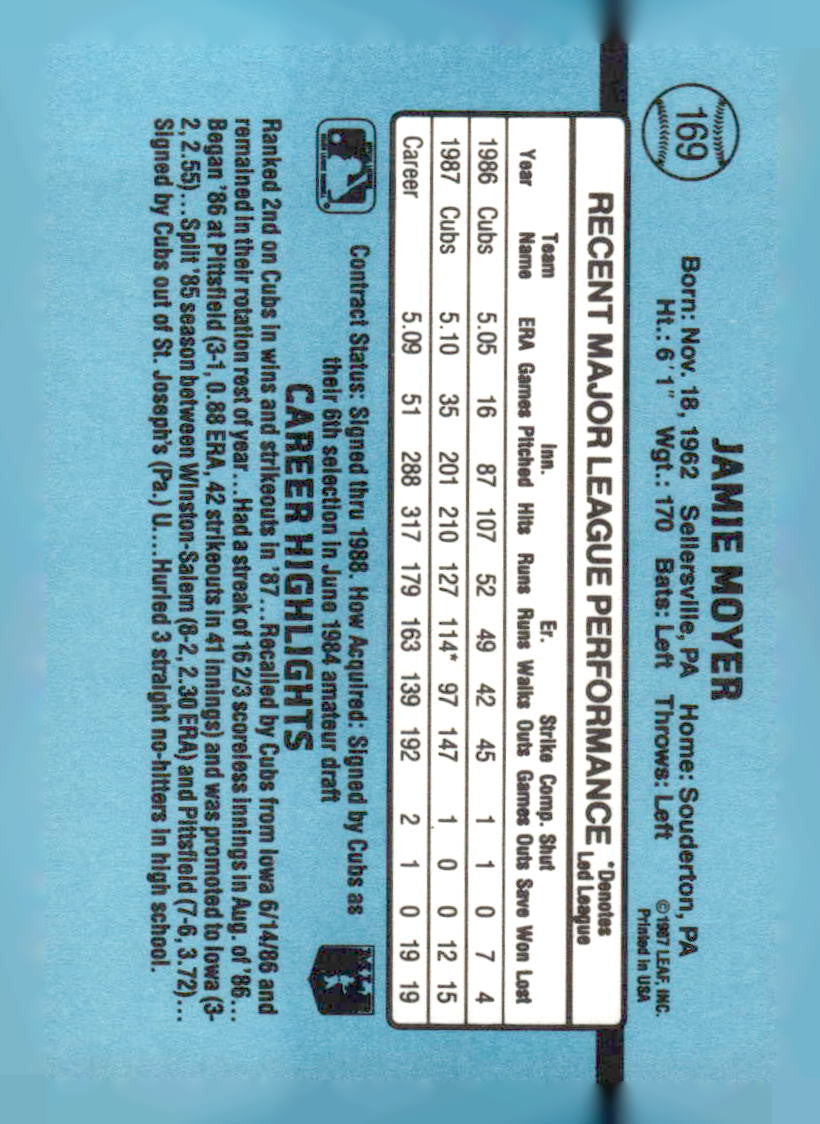 169
JAMIE MOYER
Born: Nov. 18, 1962 Sellersville, PA Home: Souderton, PA
Ht.: 6'1" Wgt.: 170 Bats: Left Throws: Left
©1987 LEAF, INC.
Printed in USA
RECENT MAJOR LEAGUE PERFORMANCE *Denotes Led League
Team Inn. Er. Strike Comp. Shut
Year Name ERA Games Pitched Hits Runs Runs Walks Outs Games Outs Save Won Lost
1986 Cubs 5.05 16 87 107 52 49 42 45 1 1 0 7 4
1987 Cubs 5.10 35 201 210 127 114* 97 147 1 0 0 12 15
Career 5.09 51 288 317 179 163 139 192 2 1 0 19 19
Contract Status: Signed thru 1988. How Acquired: Signed by Cubs as
their 6th selection in June 1984 amateur draft
CAREER HIGHLIGHTS
Ranked 2nd on Cubs in wins and strikeouts in '87...Recalled by Cubs from Iowa 6/14/86 and
remained in their rotation rest of year...Had a streak of 16 2/3 scoreless innings in Aug. of '86...
Began '86 at Pittsfield (3-1, 0.88 ERA, 42 strikeouts in 41 innings) and was promoted to Iowa (3-
2, 2.55)...Split '85 season between Winston-Salem (8-2, 2.30 ERA) and Pittsfield (7-6, 3.72)...
Signed by Cubs out of St. Joseph's (Pa.) U....Hurled 3 straight no-hitters in high school.